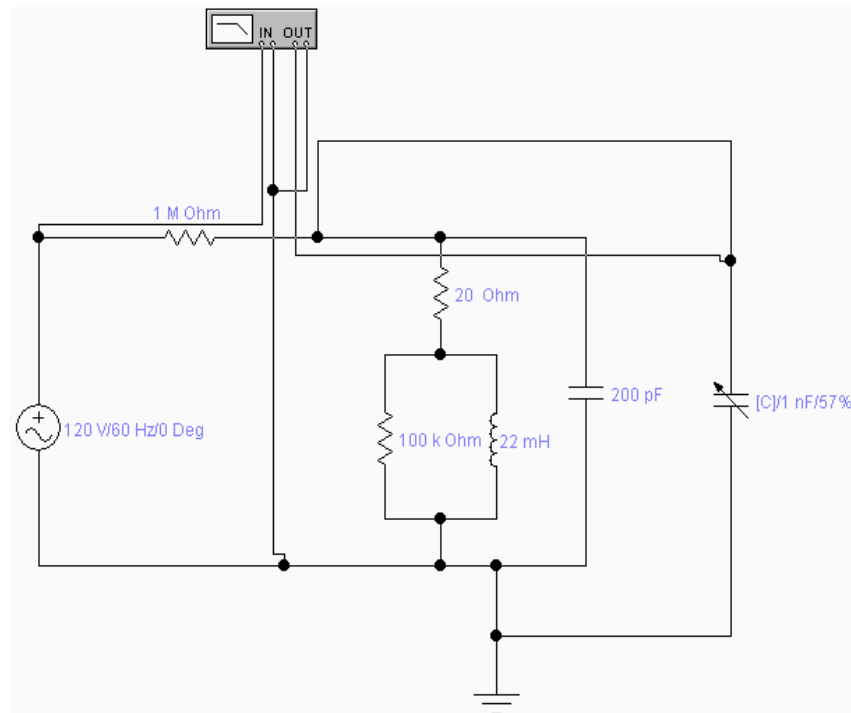 IN OUT
1 M Ohm
20 Ohm
100 k Ohm
22 mH
200 pF
[C]/1 nF/57%
120 V/60 Hz/0 Deg